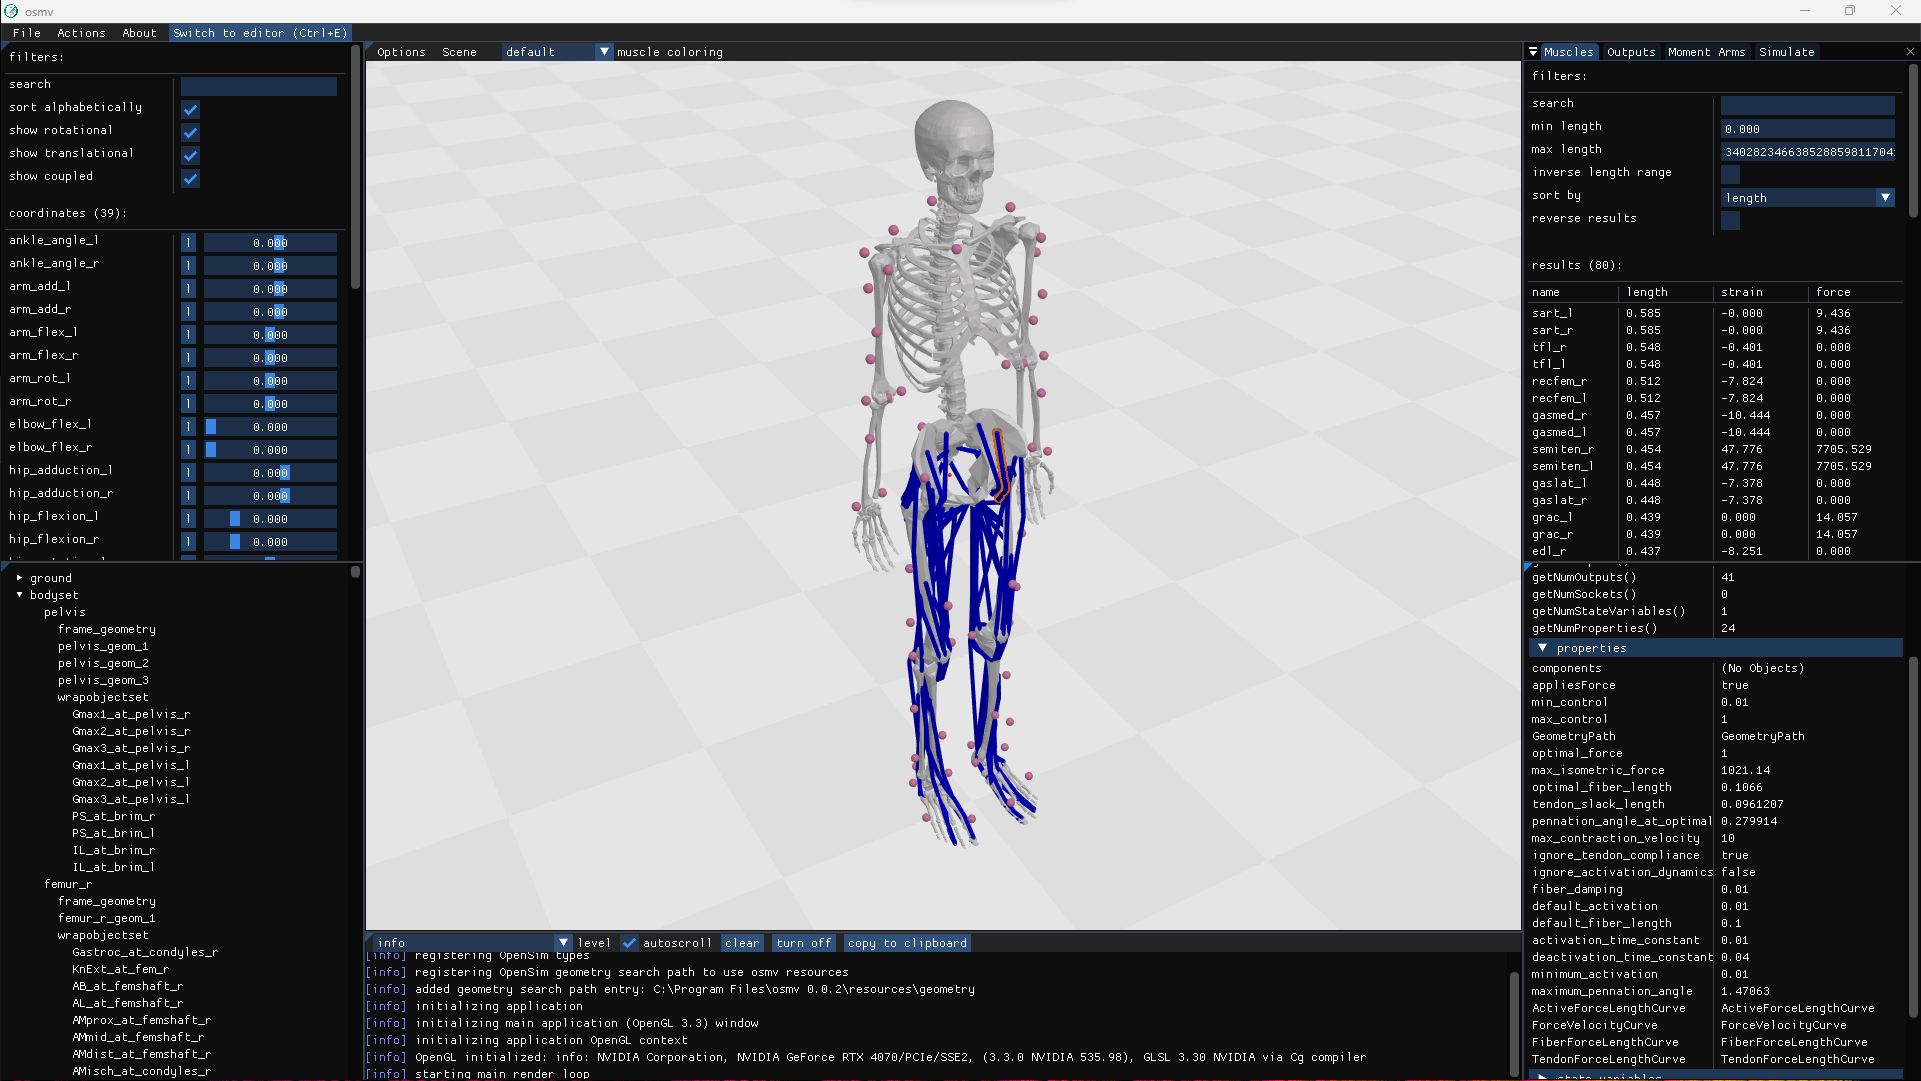 osmv
File Actions About Switch to editor (Ctrl+E)
filters:
search
sort alphabetically
show rotational
show translational
show coupled
coordinates (39):
ankle_angle_l 1 0.000
ankle_angle_r 1 0.000
arm_add_l 1 0.000
arm_add_r 1 0.000
arm_flex_l 1 0.000
arm_flex_r 1 0.000
arm_rot_l 1 0.000
arm_rot_r 1 0.000
elbow_flex_l 1 0.000
elbow_flex_r 1 0.000
hip_adduction_l 1 0.000
hip_adduction_r 1 0.000
hip_flexion_l 1 0.000
hip_flexion_r 1 0.000
ground
bodyset
pelvis
frame_geometry
pelvis_geom_1
pelvis_geom_2
pelvis_geom_3
wrapobjectset
Gmax1_at_pelvis_r
Gmax2_at_pelvis_r
Gmax3_at_pelvis_r
Gmax1_at_pelvis_l
Gmax2_at_pelvis_l
Gmax3_at_pelvis_l
PS_at_brim_r
PS_at_brim_l
IL_at_brim_r
IL_at_brim_l
femur_r
frame_geometry
femur_r_geom_1
wrapobjectset
Gastroc_at_condyles_r
KnExt_at_fem_r
AB_at_femshaft_r
AL_at_femshaft_r
AMprox_at_femshaft_r
AMmid_at_femshaft_r
AMdist_at_femshaft_r
AMisch_at_condyles_r
Options Scene default muscle coloring
info level autoscroll clear turn off copy to clipboard
[info] registering OpenSim types
[info] registering OpenSim geometry search path to use osmv resources
[info] added geometry search path entry: C:\Program Files\osmv 0.0.2\resources\geometry
[info] initializing application
[info] initializing main application (OpenGL 3.3) window
[info] initializing application OpenGL context
[info] OpenGL initialized: info: NVIDIA Corporation, NVIDIA GeForce RTX 4070/PCIe/SSE2, (3.3.0 NVIDIA 535.98), GLSL 3.30 NVIDIA via Cg compiler
[info] starting main render loop
Muscles Outputs Moment Arms Simulate
filters:
search
min length 0.000
max length 34028234663852885981170​4
inverse length range
sort by length
reverse results
results (80):
name length strain force
sart_l 0.585 -0.000 9.436
sart_r 0.585 -0.000 9.436
tfl_r 0.548 -0.401 0.000
tfl_l 0.548 -0.401 0.000
recfem_r 0.512 -7.824 0.000
recfem_l 0.512 -7.824 0.000
gasmed_r 0.457 -10.444 0.000
gasmed_l 0.457 -10.444 0.000
semiten_r 0.454 47.776 7705.529
semiten_l 0.454 47.776 7705.529
gaslat_l 0.448 -7.378 0.000
gaslat_r 0.448 -7.378 0.000
grac_l 0.439 0.000 14.057
grac_r 0.439 0.000 14.057
edl_r 0.437 -8.251 0.000
getNumOutputs() 41
getNumSockets() 0
getNumStateVariables() 1
getNumProperties() 24
properties
components (No Objects)
appliesForce true
min_control 0.01
max_control 1
GeometryPath GeometryPath
optimal_force 1
max_isometric_force 1021.14
optimal_fiber_length 0.1066
tendon_slack_length 0.0961207
pennation_angle_at_optimal 0.279914
max_contraction_velocity 10
ignore_tendon_compliance true
ignore_activation_dynamics false
fiber_damping 0.01
default_activation 0.01
default_fiber_length 0.1
activation_time_constant 0.01
deactivation_time_constant 0.04
minimum_activation 0.01
maximum_pennation_angle 1.47063
ActiveForceLengthCurve ActiveForceLengthCurve
ForceVelocityCurve ForceVelocityCurve
FiberForceLengthCurve FiberForceLengthCurve
TendonForceLengthCurve TendonForceLengthCurve